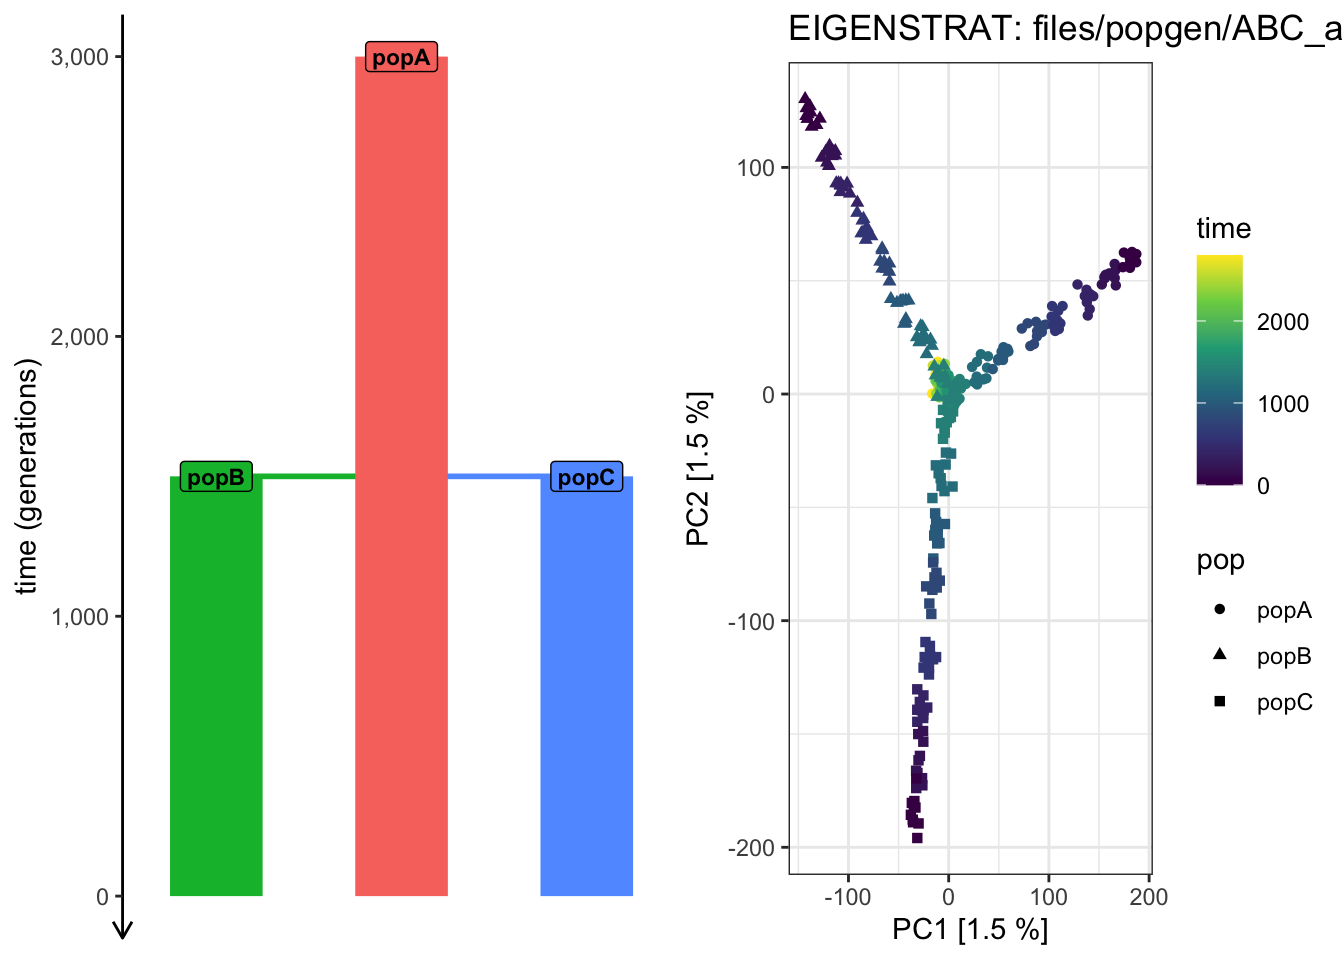 time (generations)
3,000
2,000
1,000
0
popA
popB
popC
EIGENSTRAT: files/popgen/ABC_a
PC2 [1.5 %]
100
0
-100
-200
-100
0
100
200
PC1 [1.5 %]
time
2000
1000
0
pop
popA
popB
popC